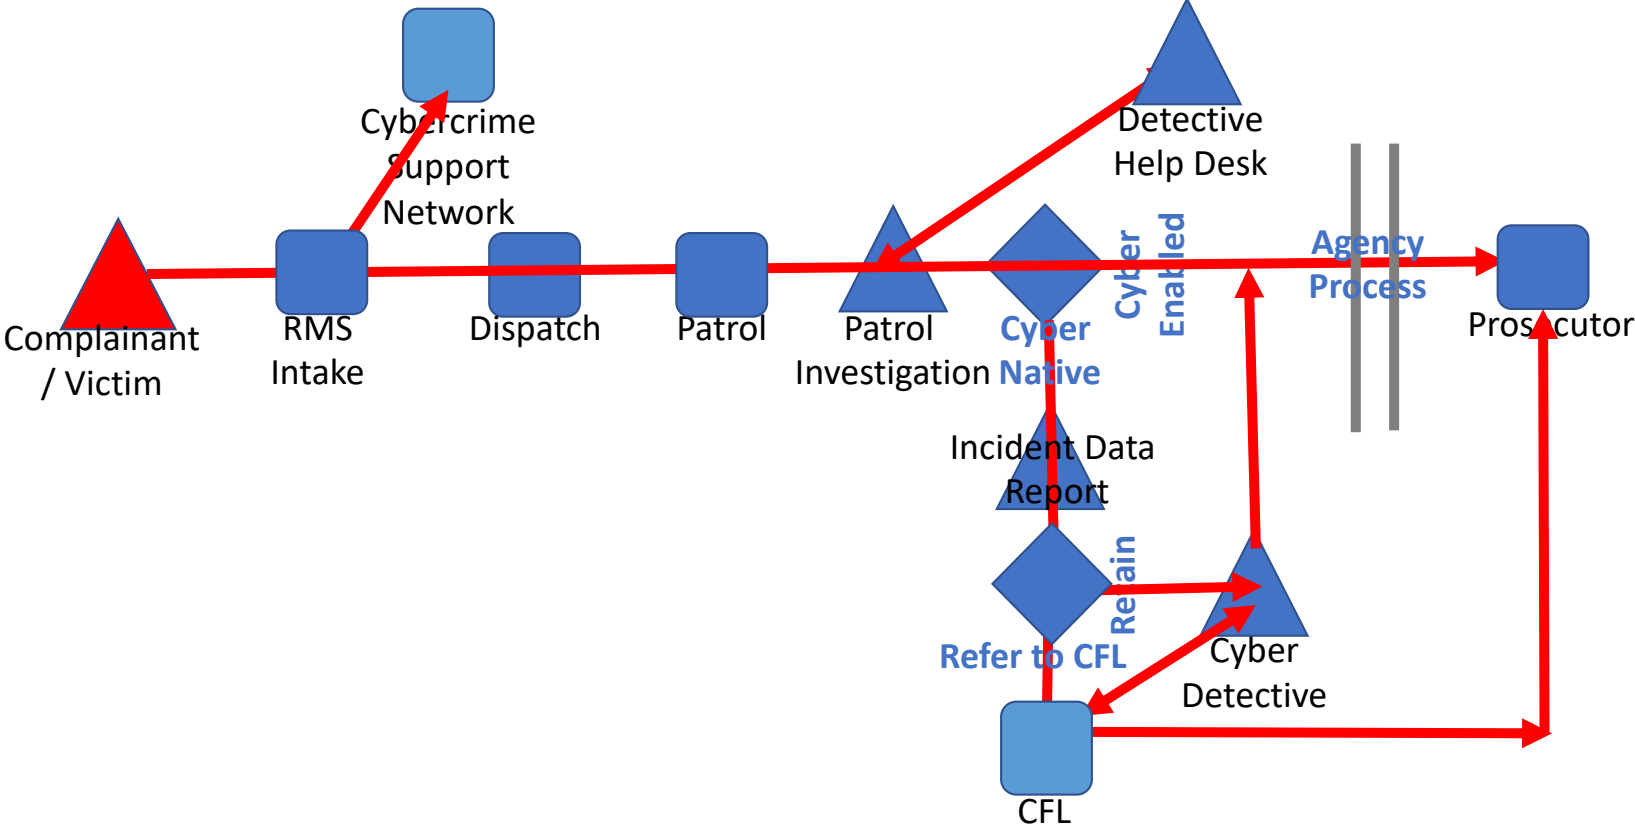 Cybercrime
Support
Network
Detective
Help Desk
Complainant
/ Victim
RMS
Intake
Dispatch
Patrol
Patrol
Investigation
Cyber
Native
Cyber
Enabled
Agency
Process
Prosecutor
Incident Data
Report
Retain
Refer to CFL
Cyber
Detective
CFL